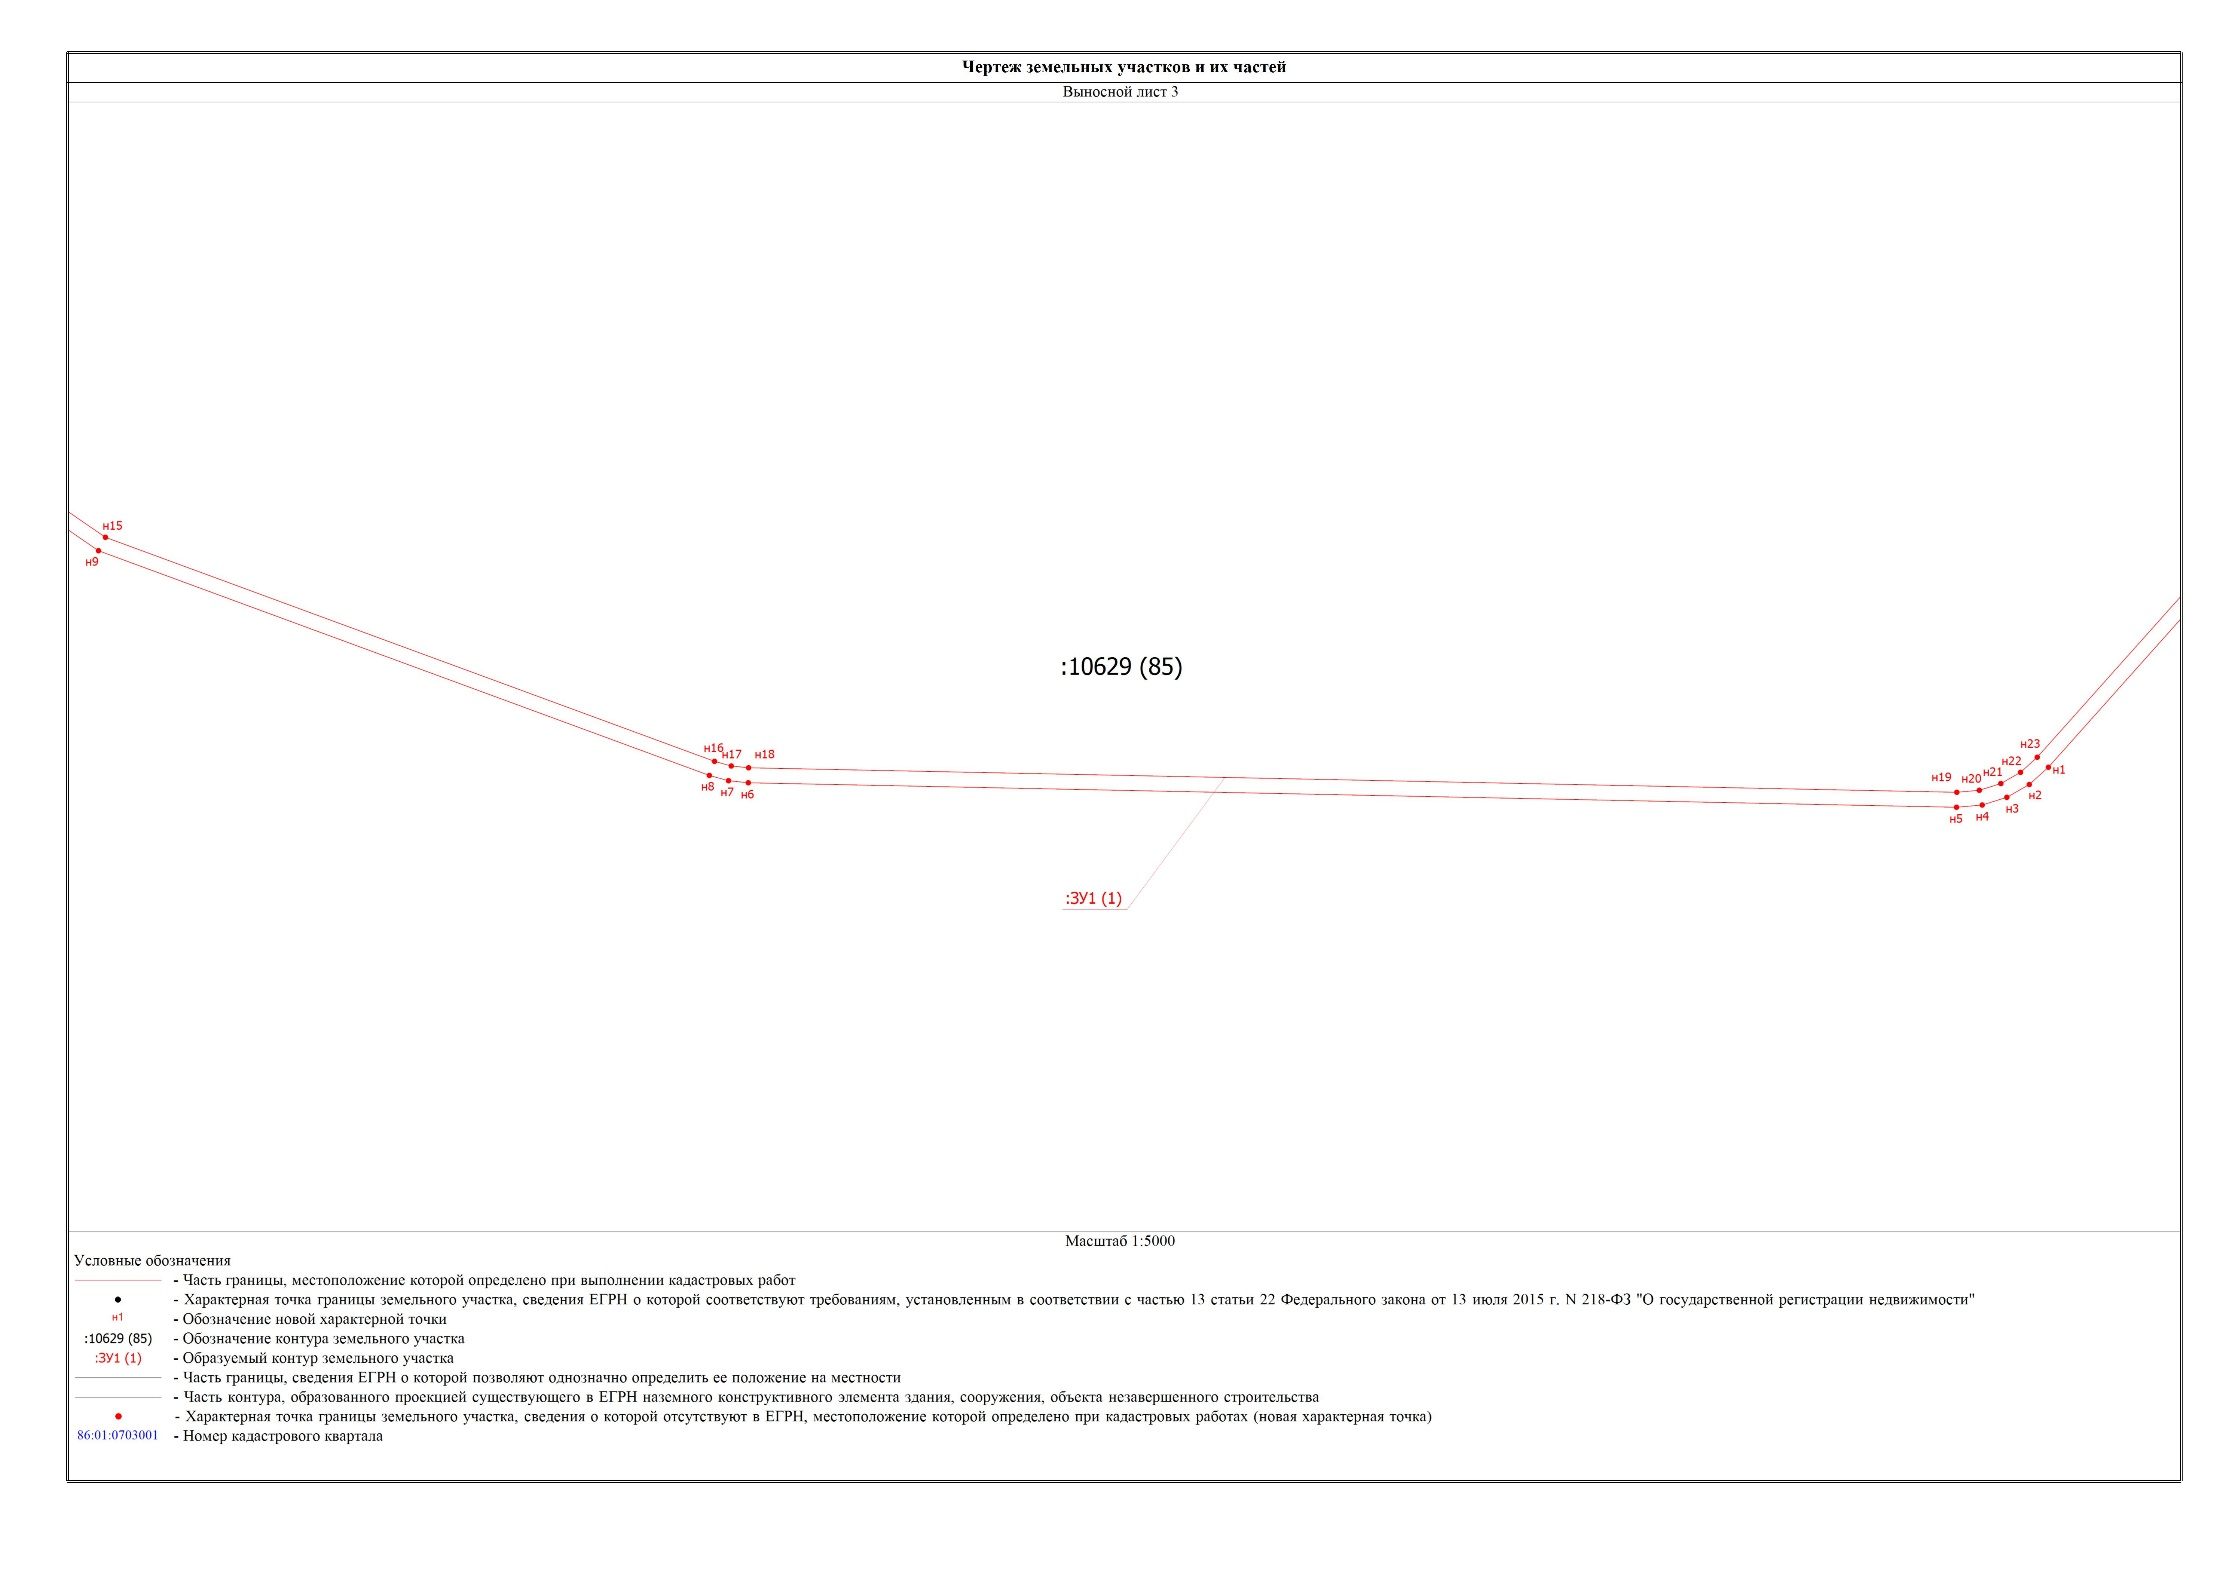 Чертеж земельных участков и их частей
Выносной лист 3
н15
н9
:10629 (85)
н16
н17
н18
н8
н7
н6
н23
н22
н21
н20
н19
н1
н2
н3
н4
н5
:ЗУ1 (1)
Масштаб 1:5000
Условные обозначения
- Часть границы, местоположение которой определено при выполнении кадастровых работ
- Характерная точка границы земельного участка, сведения ЕГРН о которой соответствуют требованиям, установленным в соответствии с частью 13 статьи 22 Федерального закона от 13 июля 2015 г. N 218-ФЗ "О государственной регистрации недвижимости"
н1 - Обозначение новой характерной точки
:10629 (85) - Обозначение контура земельного участка
:ЗУ1 (1) - Образуемый контур земельного участка
- Часть границы, сведения ЕГРН о которой позволяют однозначно определить ее положение на местности
- Часть контура, образованного проекцией существующего в ЕГРН наземного конструктивного элемента здания, сооружения, объекта незавершенного строительства
- Характерная точка границы земельного участка, сведения о которой отсутствуют в ЕГРН, местоположение которой определено при кадастровых работах (новая характерная точка)
86:01:0703001 - Номер кадастрового квартала